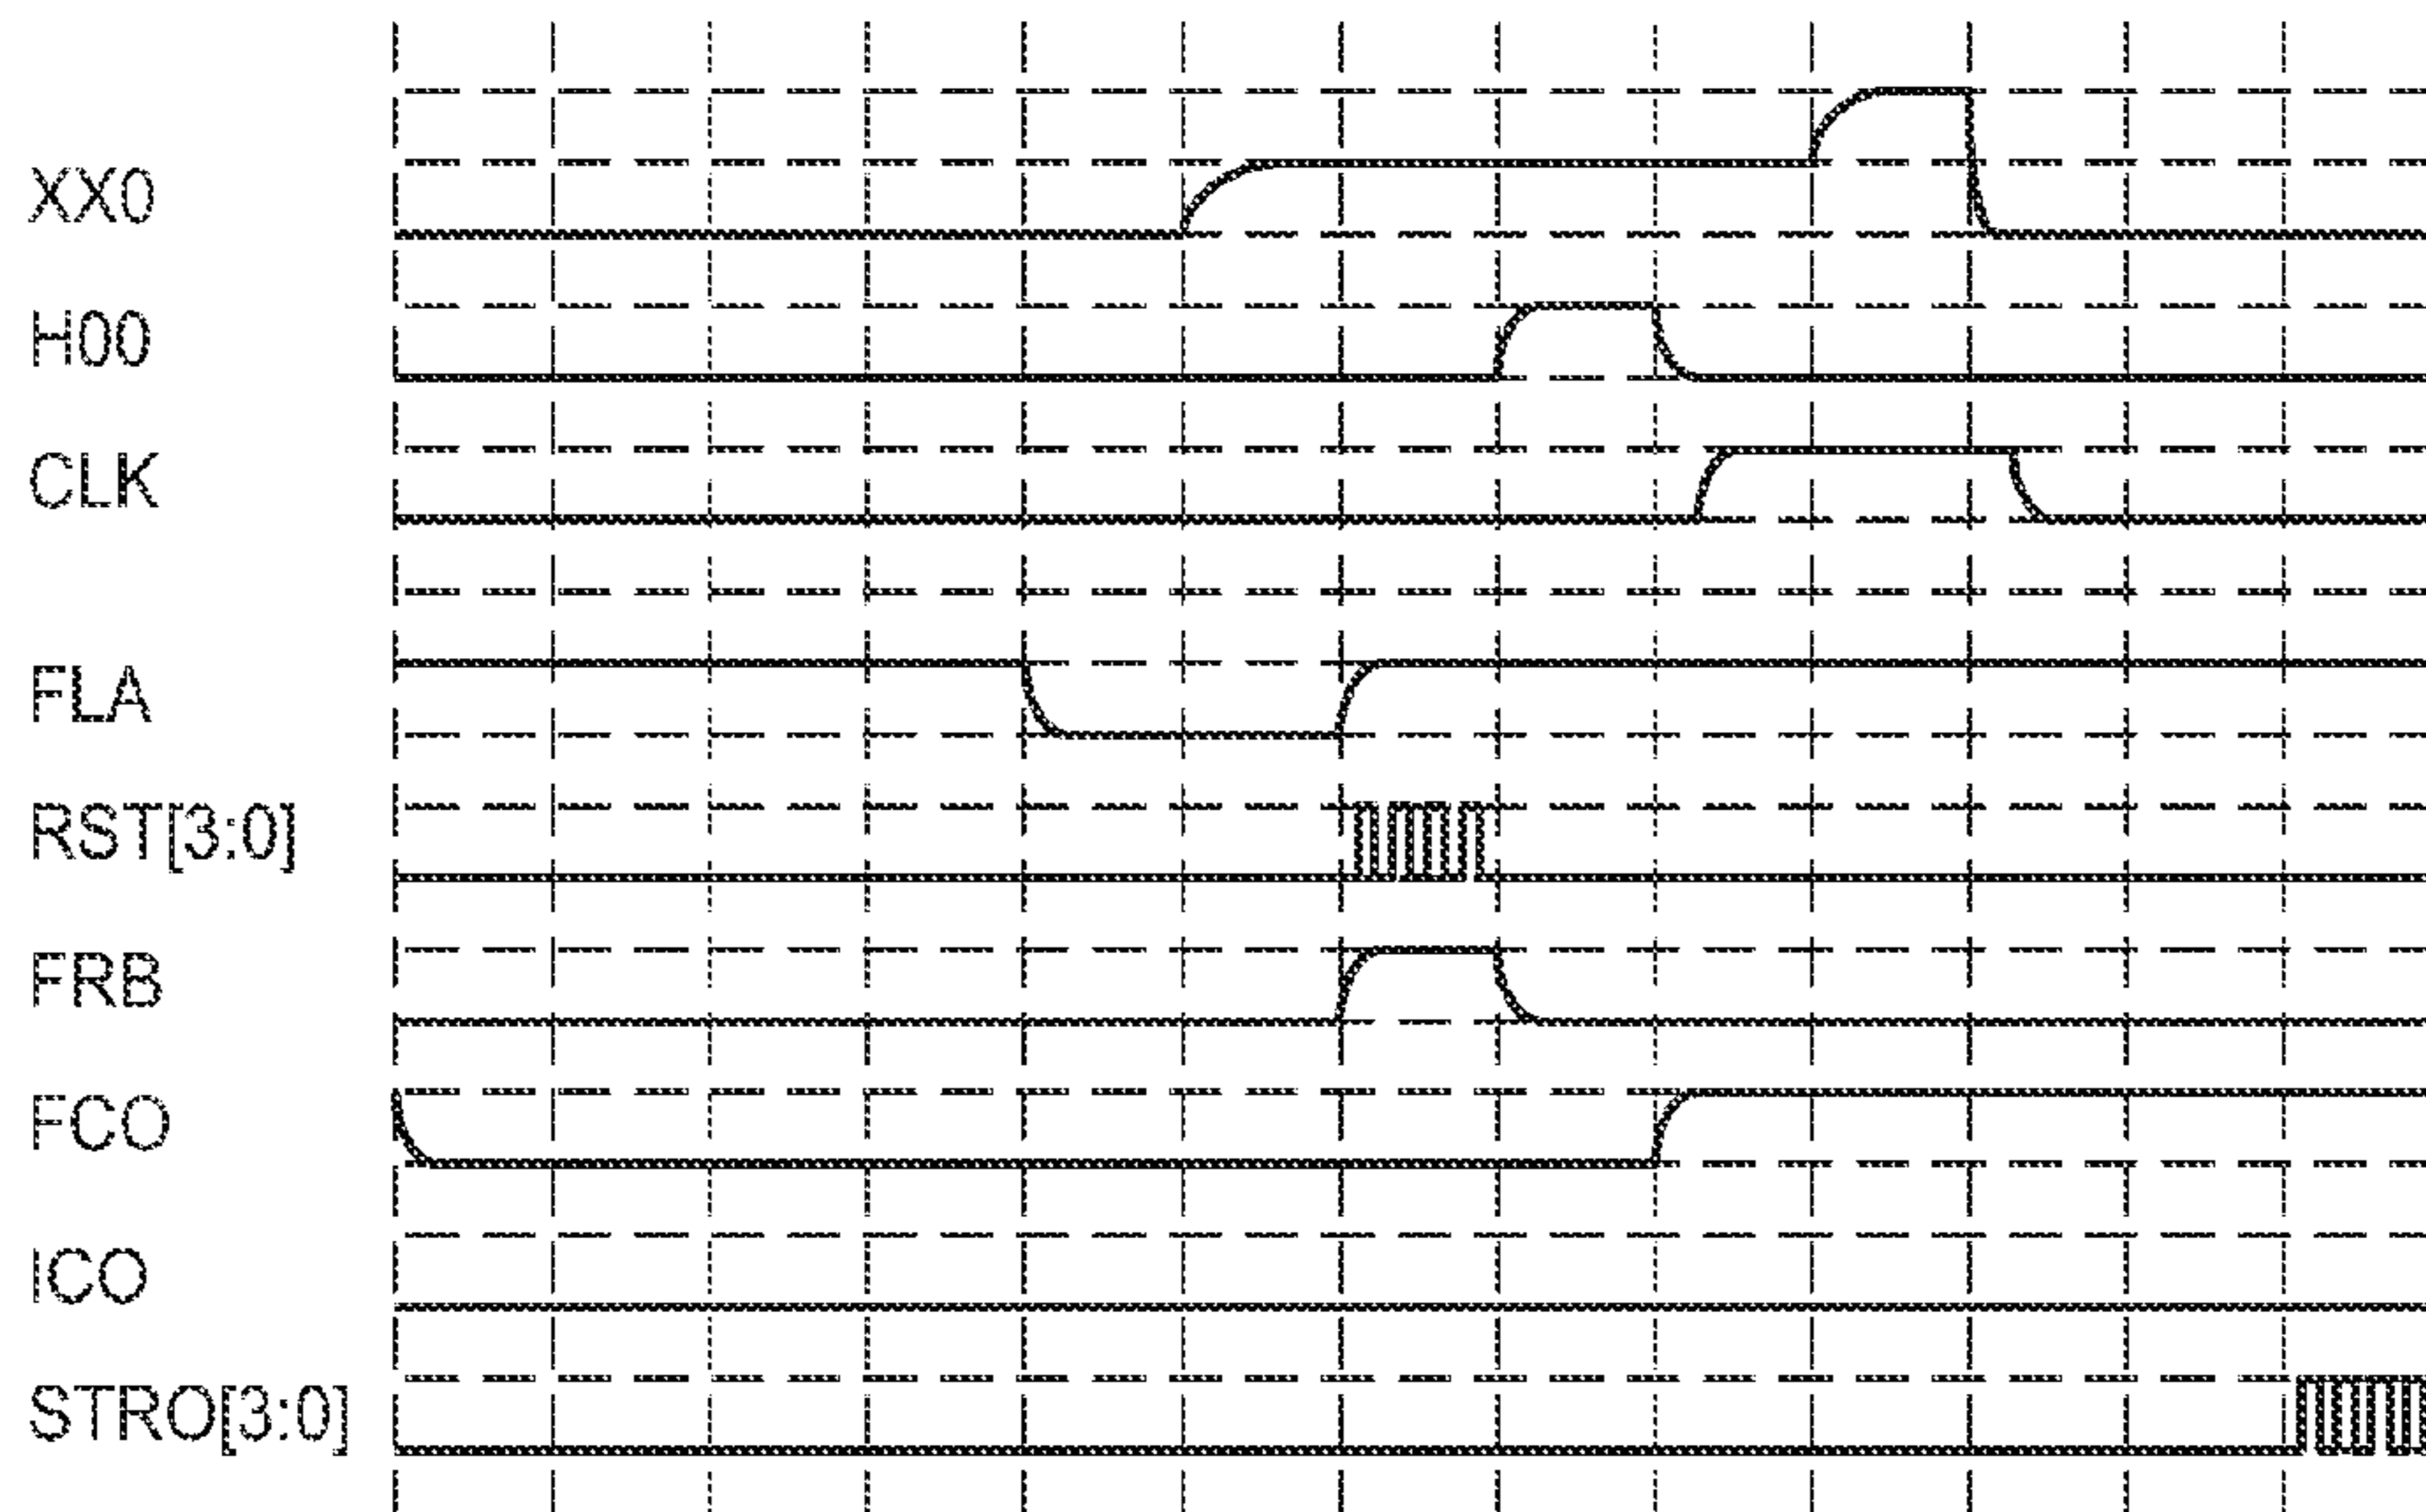 XX0
H00
CLK
FLA
RST[3:0]
FRB
FCO
ICO
STRO[3:0]